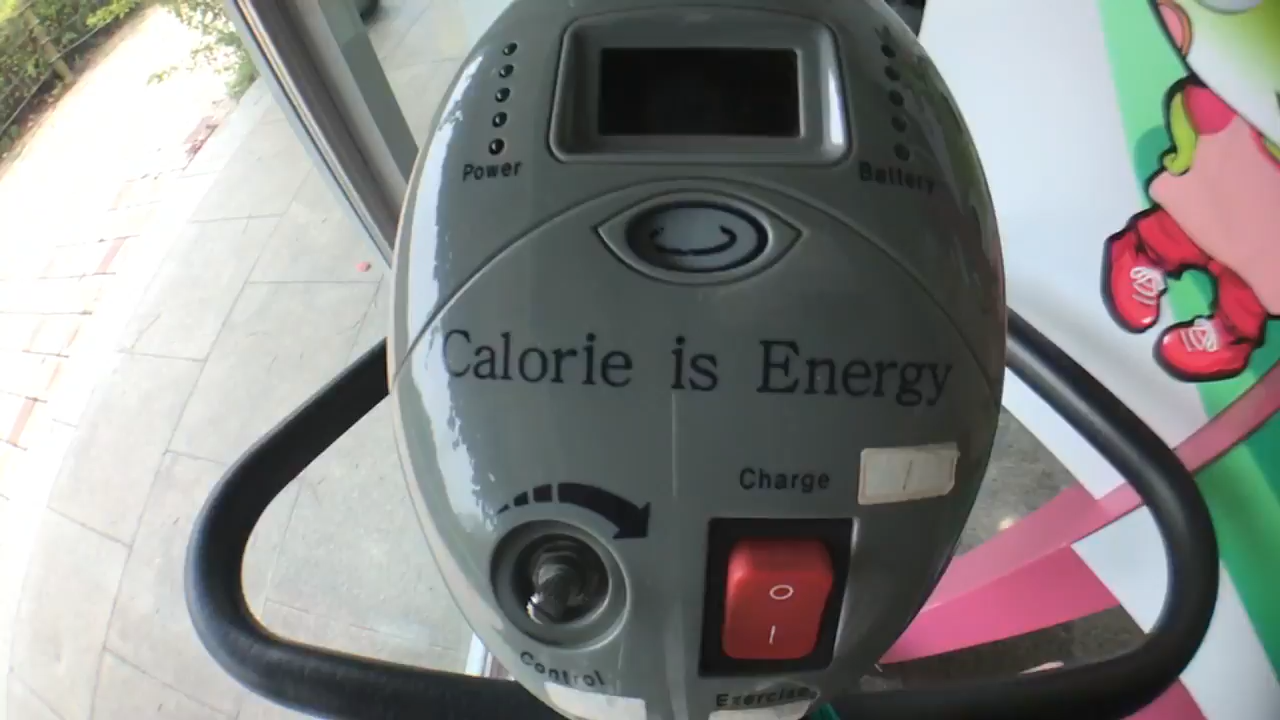 Power
Battery
Calorie is Energy
Charge
O
I
Control
Exercise